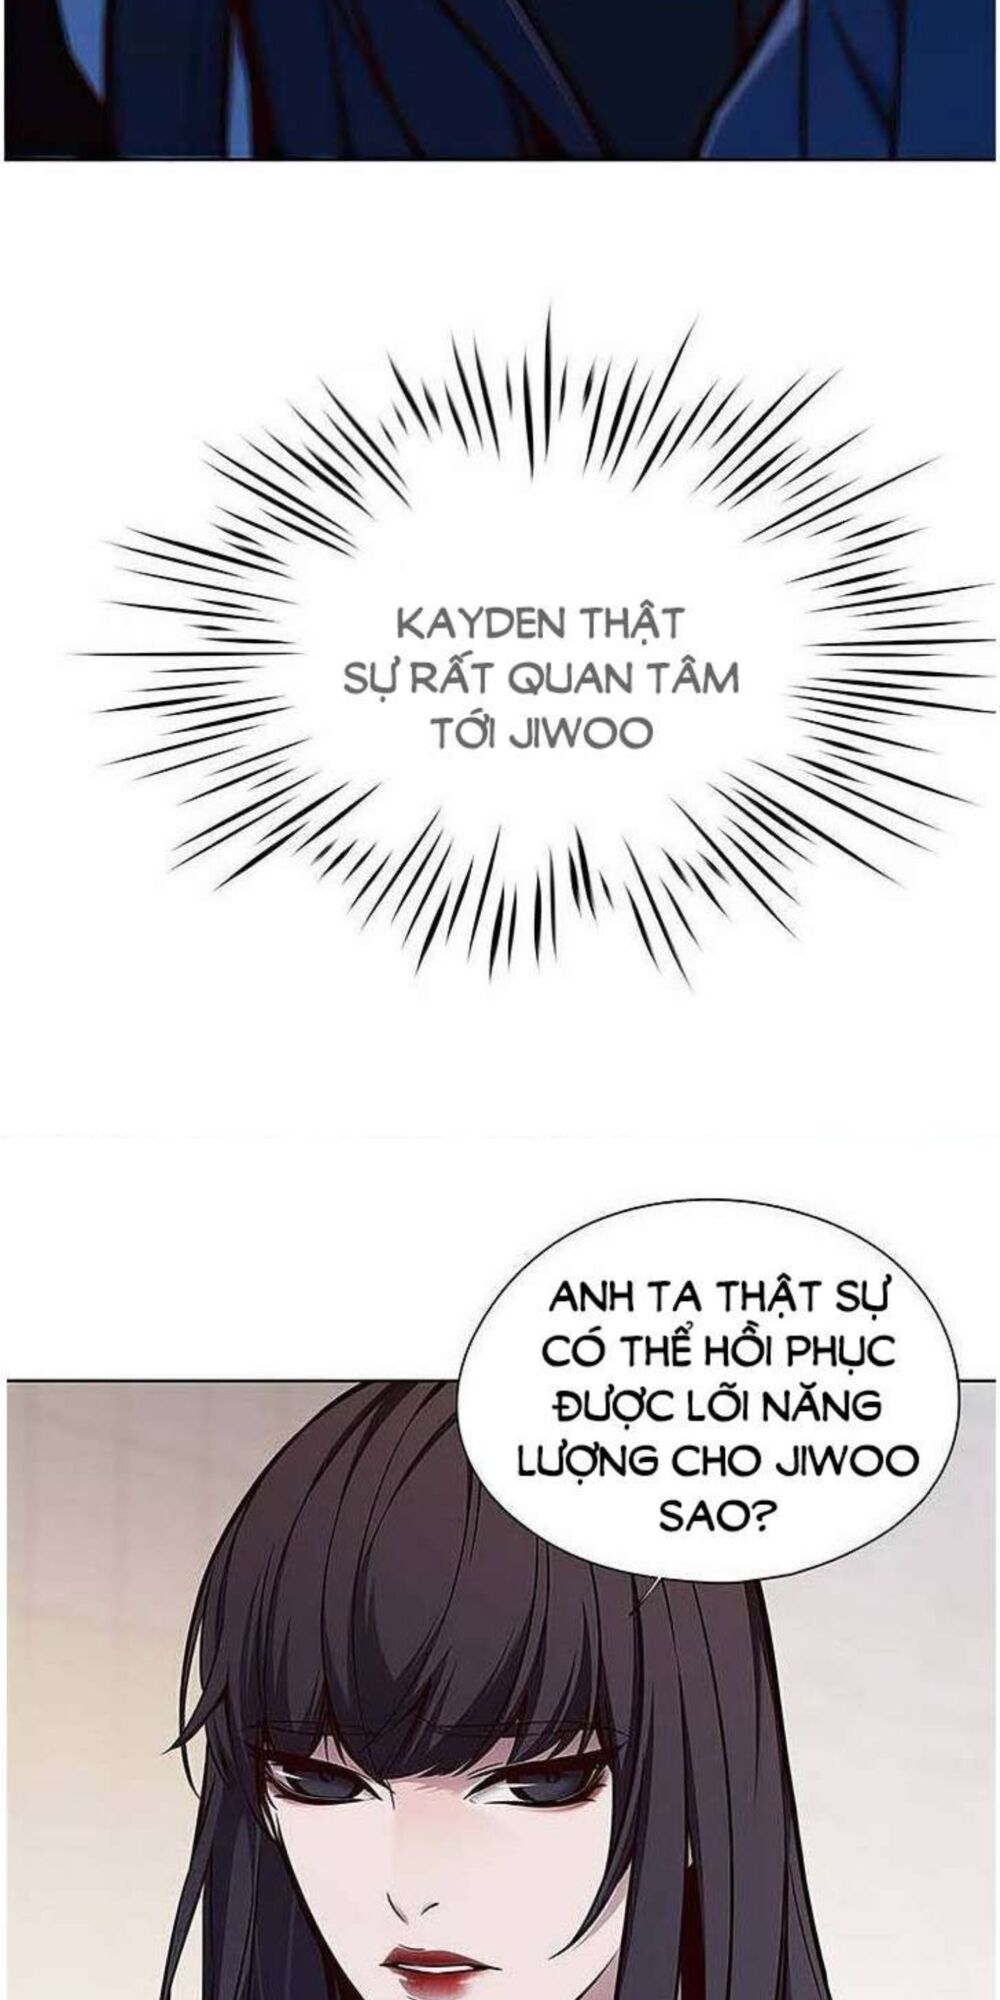 KAYDEN THẬT
SỰ RẤT QUAN TÂM
TỚI JIWOO
ANH TA THẬT SỰ
CÓ THỂ HỒI PHỤC
ĐƯỢC LÕI NĂNG
LƯỢNG CHO JIWOO
SAO?